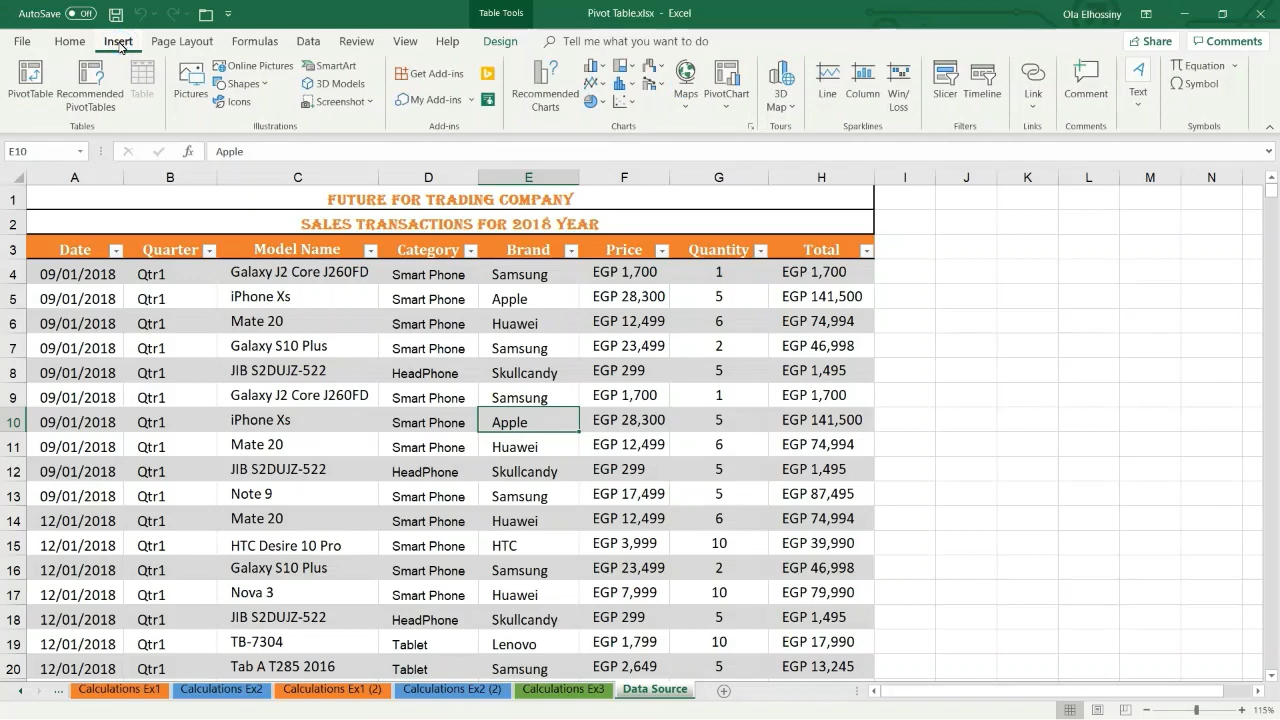 AutoSave Off
Table Tools
Pivot Table.xlsx - Excel
Ola Elhossiny
File Home Insert Page Layout Formulas Data Review View Help Design Tell me what you want to do Share Comments
PivotTable Recommended PivotTables Table Pictures Online Pictures Shapes Icons SmartArt 3D Models Screenshot Get Add-ins My Add-ins Recommended Charts Maps PivotChart 3D Map Line Column Win/Loss Slicer Timeline Link Comment Text Equation Symbol
Tables Illustrations Add-ins Charts Tours Sparklines Filters Links Comments Symbols
E10 fx Apple
A B C D E F G H I J K L M N
1 FUTURE FOR TRADING COMPANY
2 SALES TRANSACTIONS FOR 2018 YEAR
3 Date Quarter Model Name Category Brand Price Quantity Total
4 09/01/2018 Qtr1 Galaxy J2 Core J260FD Smart Phone Samsung EGP 1,700 1 EGP 1,700
5 09/01/2018 Qtr1 iPhone Xs Smart Phone Apple EGP 28,300 5 EGP 141,500
6 09/01/2018 Qtr1 Mate 20 Smart Phone Huawei EGP 12,499 6 EGP 74,994
7 09/01/2018 Qtr1 Galaxy S10 Plus Smart Phone Samsung EGP 23,499 2 EGP 46,998
8 09/01/2018 Qtr1 JIB S2DUJZ-522 HeadPhone Skullcandy EGP 299 5 EGP 1,495
9 09/01/2018 Qtr1 Galaxy J2 Core J260FD Smart Phone Samsung EGP 1,700 1 EGP 1,700
10 09/01/2018 Qtr1 iPhone Xs Smart Phone Apple EGP 28,300 5 EGP 141,500
11 09/01/2018 Qtr1 Mate 20 Smart Phone Huawei EGP 12,499 6 EGP 74,994
12 09/01/2018 Qtr1 JIB S2DUJZ-522 HeadPhone Skullcandy EGP 299 5 EGP 1,495
13 09/01/2018 Qtr1 Note 9 Smart Phone Samsung EGP 17,499 5 EGP 87,495
14 12/01/2018 Qtr1 Mate 20 Smart Phone Huawei EGP 12,499 6 EGP 74,994
15 12/01/2018 Qtr1 HTC Desire 10 Pro Smart Phone HTC EGP 3,999 10 EGP 39,990
16 12/01/2018 Qtr1 Galaxy S10 Plus Smart Phone Samsung EGP 23,499 2 EGP 46,998
17 12/01/2018 Qtr1 Nova 3 Smart Phone Huawei EGP 7,999 10 EGP 79,990
18 12/01/2018 Qtr1 JIB S2DUJZ-522 HeadPhone Skullcandy EGP 299 5 EGP 1,495
19 12/01/2018 Qtr1 TB-7304 Tablet Lenovo EGP 1,799 10 EGP 17,990
20 12/01/2018 Qtr1 Tab A T285 2016 Tablet Samsung EGP 2,649 5 EGP 13,245
... Calculations Ex1 Calculations Ex2 Calculations Ex1 (2) Calculations Ex2 (2) Calculations Ex3 Data Source
115%